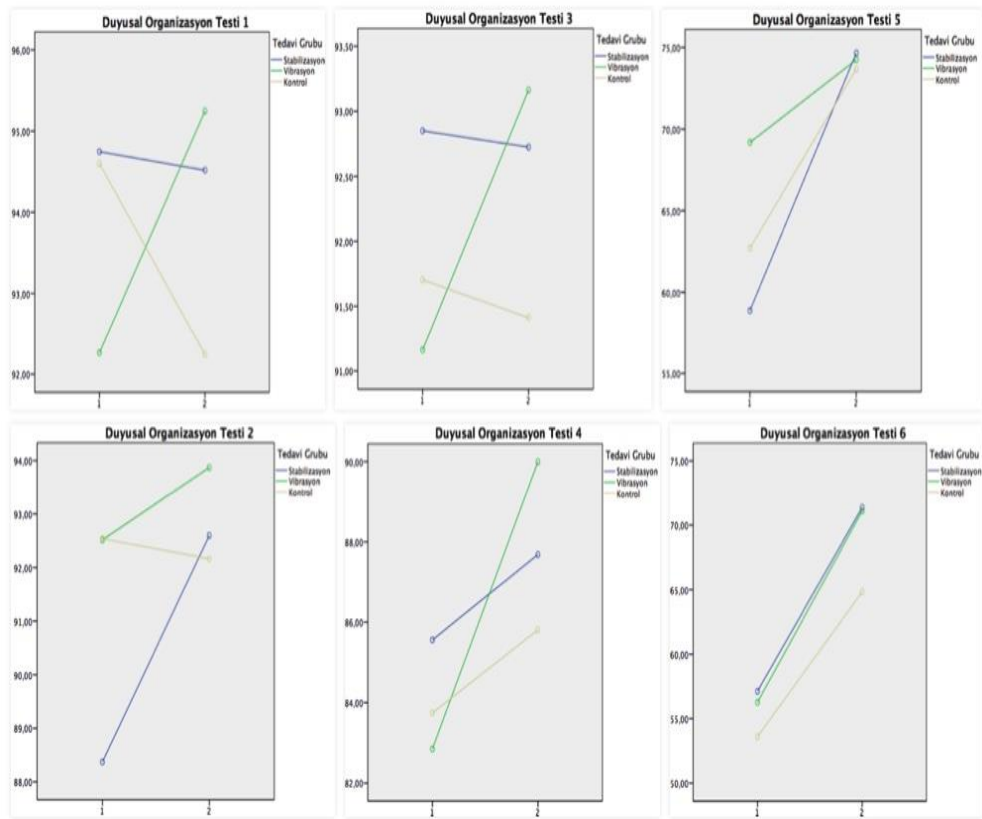 Duyusal Organizasyon Testi 1
Tedavi Grubu
Stabilizasyon
Vibrasyon
Kontrol
96,00
95,00
94,00
93,00
92,00
1 2
Duyusal Organizasyon Testi 3
Tedavi Grubu
Stabilizasyon
Vibrasyon
Kontrol
93,50
93,00
92,50
92,00
91,50
91,00
1 2
Duyusal Organizasyon Testi 5
Tedavi Grubu
Stabilizasyon
Vibrasyon
Kontrol
75,00
70,00
65,00
60,00
55,00
1 2
Duyusal Organizasyon Testi 2
Tedavi Grubu
Stabilizasyon
Vibrasyon
Kontrol
94,00
93,00
92,00
91,00
90,00
89,00
88,00
1 2
Duyusal Organizasyon Testi 4
Tedavi Grubu
Stabilizasyon
Vibrasyon
Kontrol
90,00
88,00
86,00
84,00
82,00
1 2
Duyusal Organizasyon Testi 6
Tedavi Grubu
Stabilizasyon
Vibrasyon
Kontrol
75,00
70,00
65,00
60,00
55,00
50,00
1 2